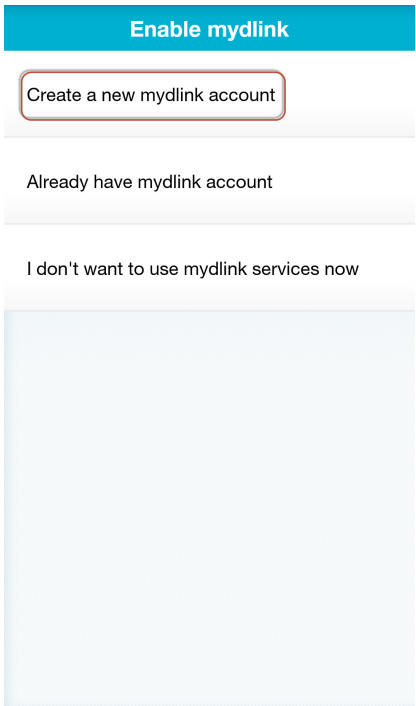 Enable mydlink
Create a new mydlink account
Already have mydlink account
I don't want to use mydlink services now